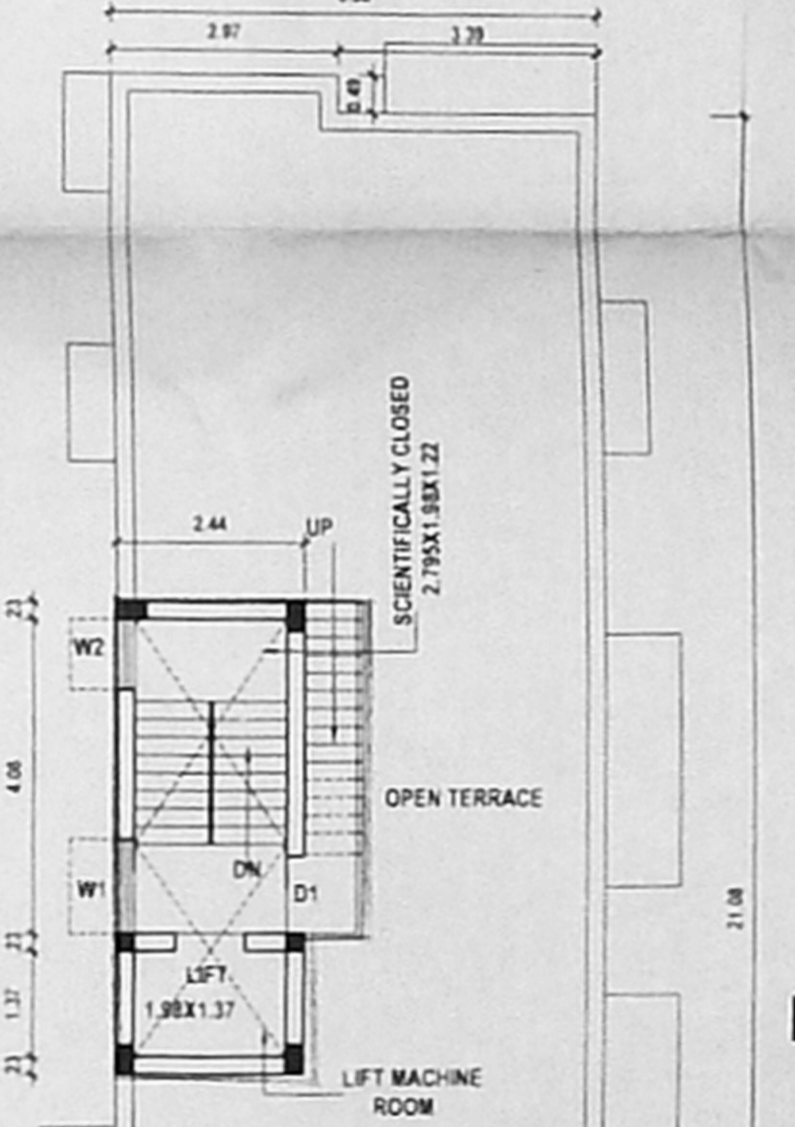 2.97
3.39
0.49
SCIENTIFICALLY CLOSED
2.795X1.98X1.22
2.44
UP
.23
W2
4.06
OPEN TERRACE
DN
W1
D1
21.08
.23
LIFT
1.98X1.37
1.37
.23
LIFT MACHINE
ROOM